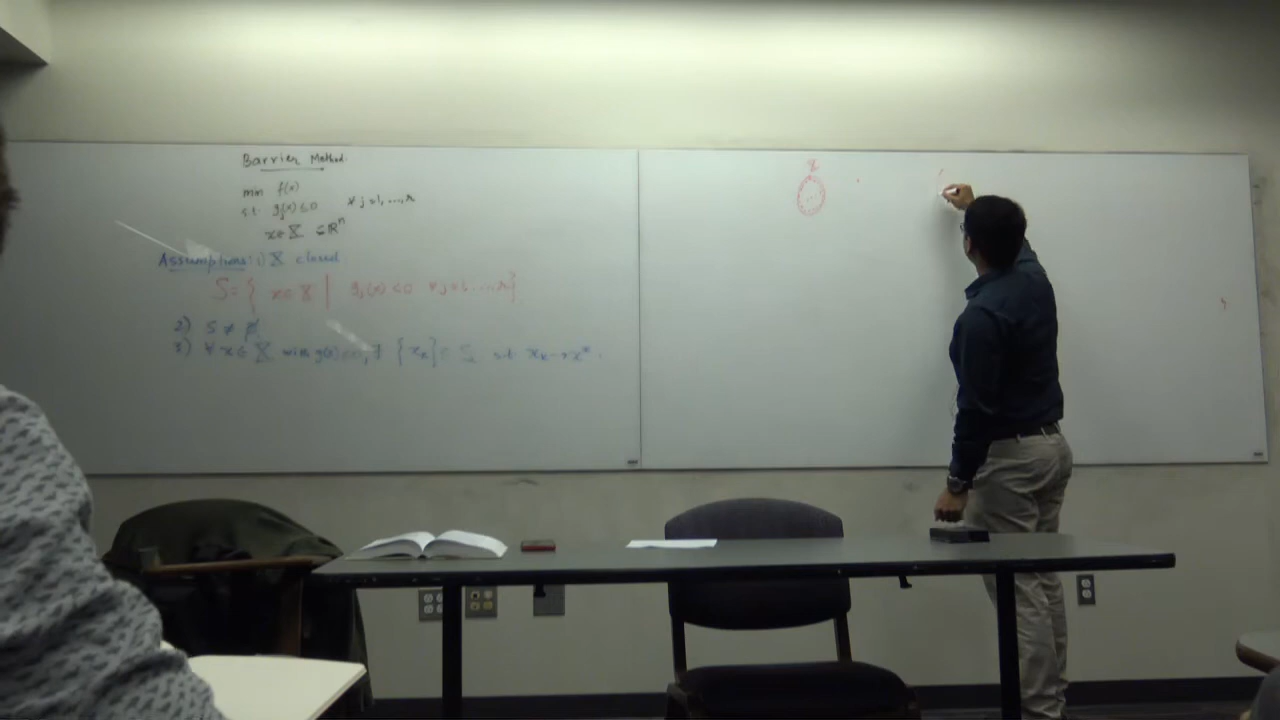 Barrier Method.
min f(x)
s.t. gj(x) ≤ 0 ∀ j = 1, ..., r
x ∈ X ⊆ ℝⁿ
Assumptions: 1) X closed
S = { x ∈ X | gj(x) < 0 ∀ j = 1, ..., r }
2) S ≠ ∅
3) ∀ x ∈ X with g(x) ≤ 0, ∃ {xₖ} ⊂ S s.t. xₖ → x*.
X